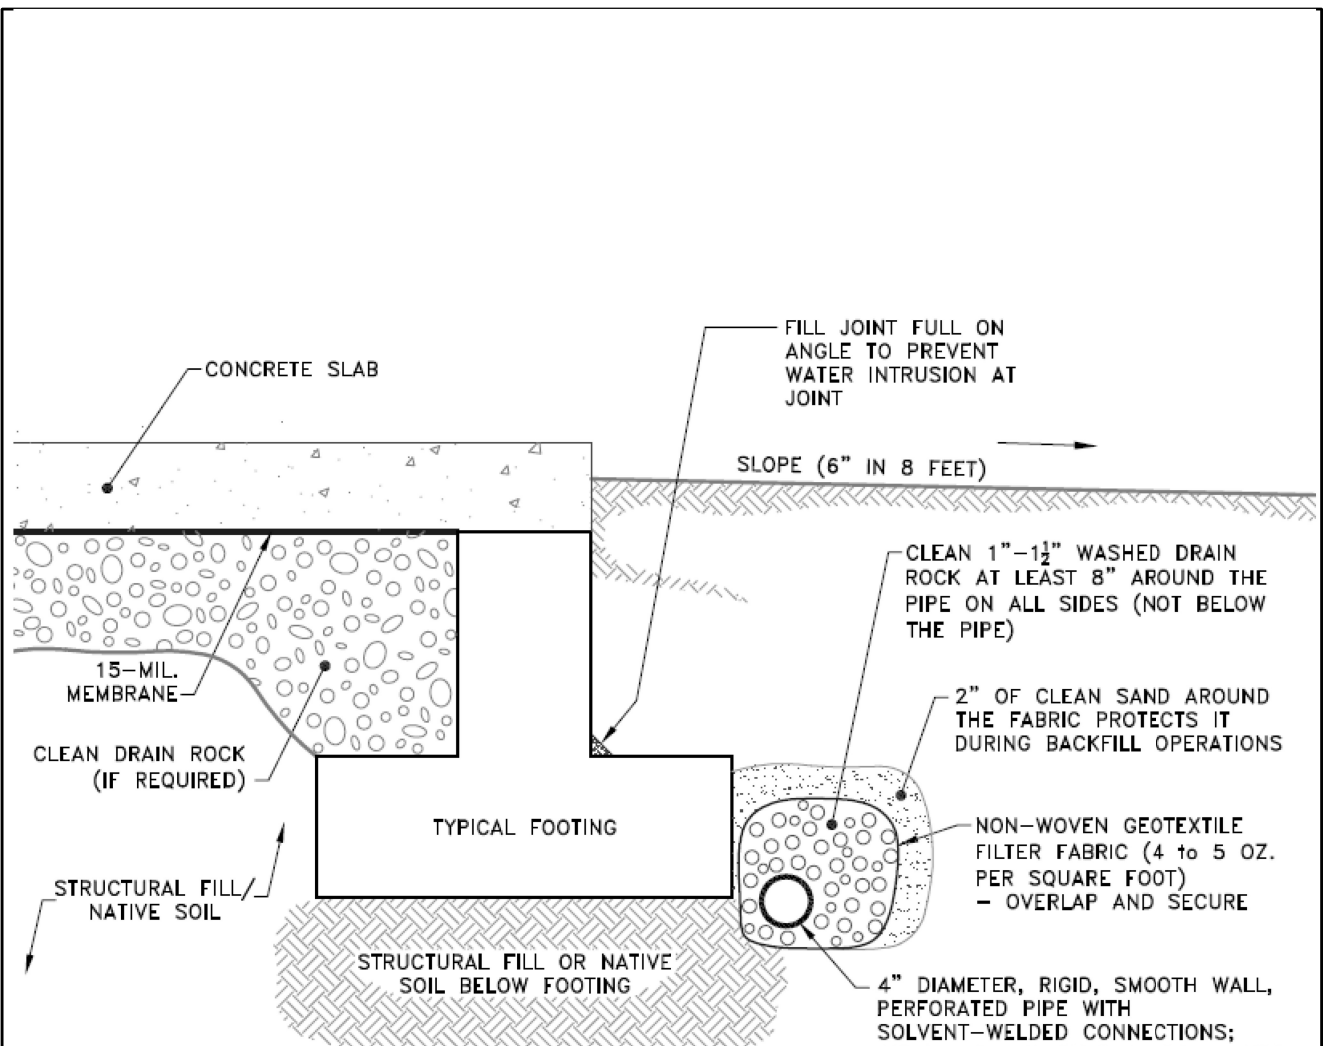 FILL JOINT FULL ON
ANGLE TO PREVENT
WATER INTRUSION AT
JOINT
CONCRETE SLAB
SLOPE (6” IN 8 FEET)
CLEAN 1”–1½” WASHED DRAIN
ROCK AT LEAST 8” AROUND THE
PIPE ON ALL SIDES (NOT BELOW
THE PIPE)
15–MIL.
MEMBRANE
2” OF CLEAN SAND AROUND
THE FABRIC PROTECTS IT
DURING BACKFILL OPERATIONS
CLEAN DRAIN ROCK
(IF REQUIRED)
TYPICAL FOOTING
NON–WOVEN GEOTEXTILE
FILTER FABRIC (4 to 5 OZ.
PER SQUARE FOOT)
– OVERLAP AND SECURE
STRUCTURAL FILL/
NATIVE SOIL
STRUCTURAL FILL OR NATIVE
SOIL BELOW FOOTING
4” DIAMETER, RIGID, SMOOTH WALL,
PERFORATED PIPE WITH
SOLVENT–WELDED CONNECTIONS;